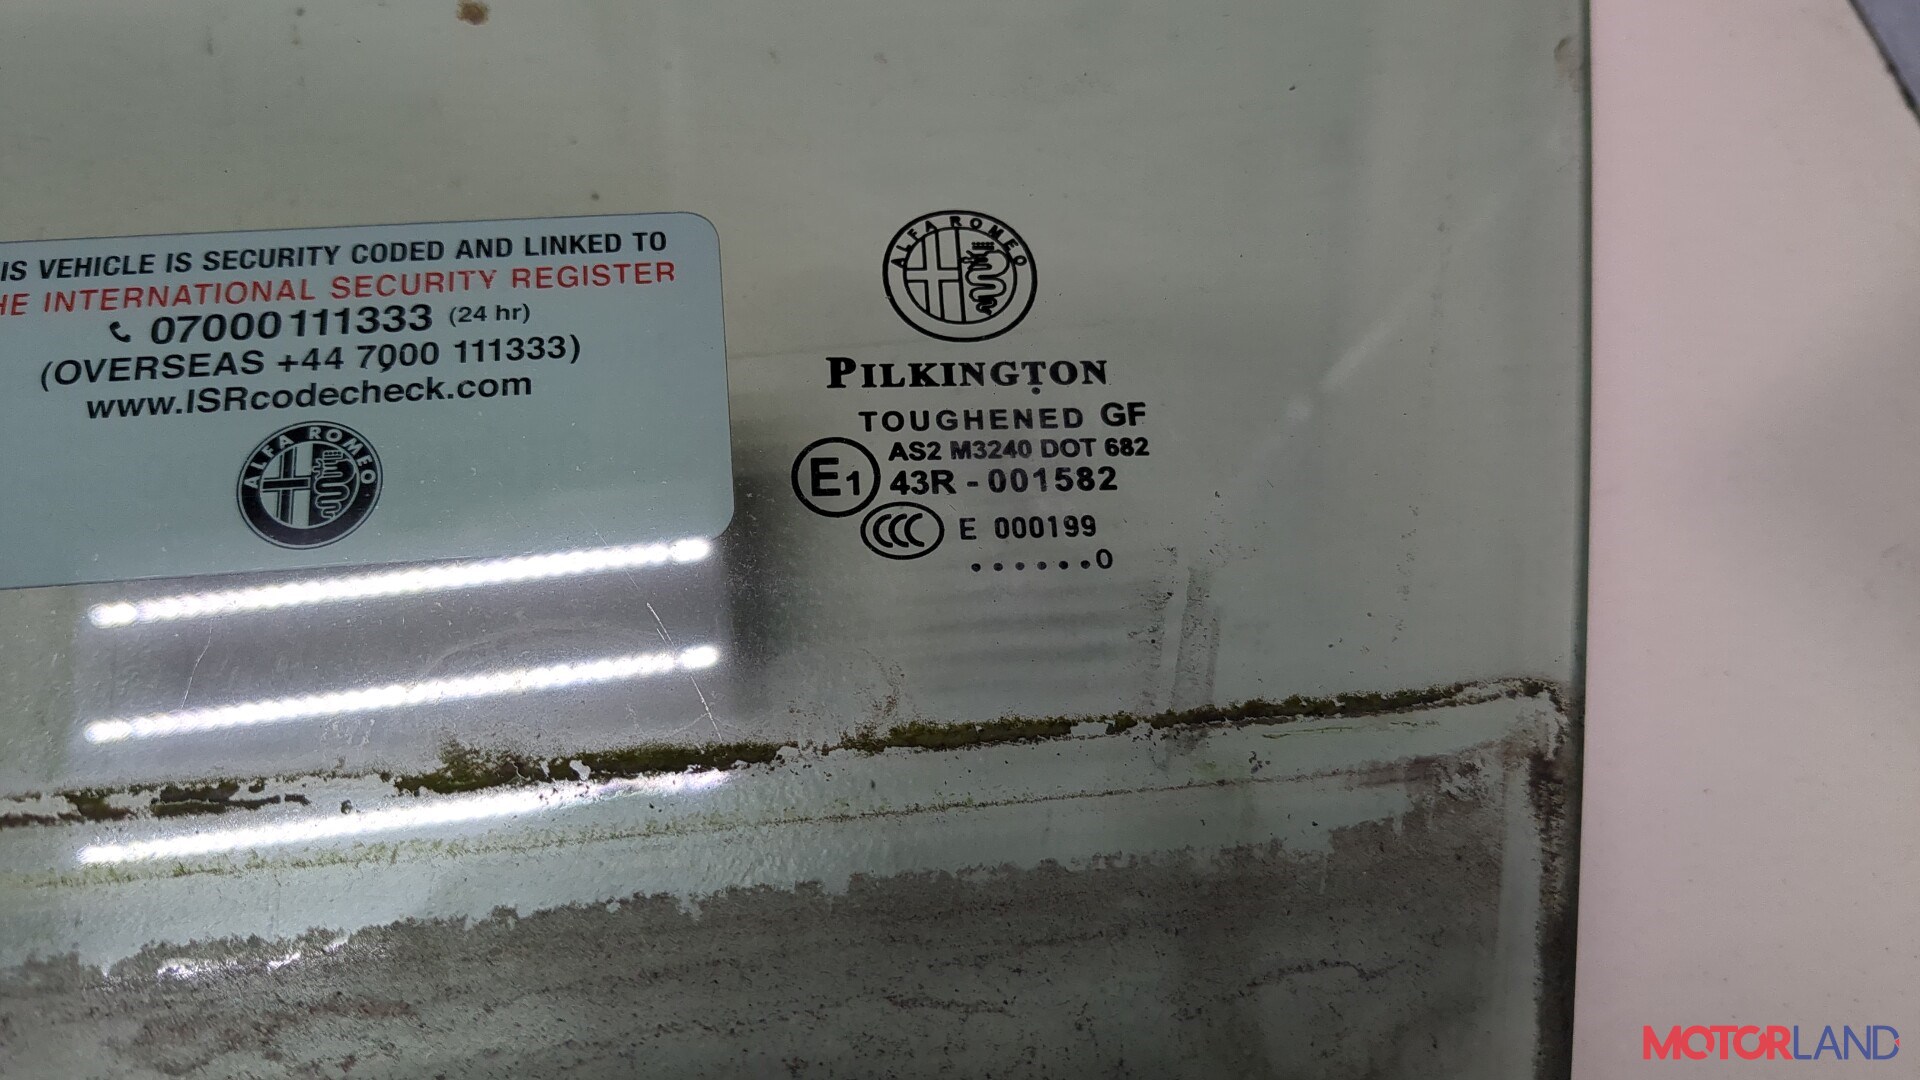 IS VEHICLE IS SECURITY CODED AND LINKED TO
HE INTERNATIONAL SECURITY REGISTER
07000 111333 (24 hr)
(OVERSEAS +44 7000 111333)
www.ISRcodecheck.com
ALFA ROMEO
ALFA ROMEO
PILKINGTON
TOUGHENED GF
AS2 M3240 DOT 682
E1 43R - 001582
CCC E 000199
......0
MOTORLAND